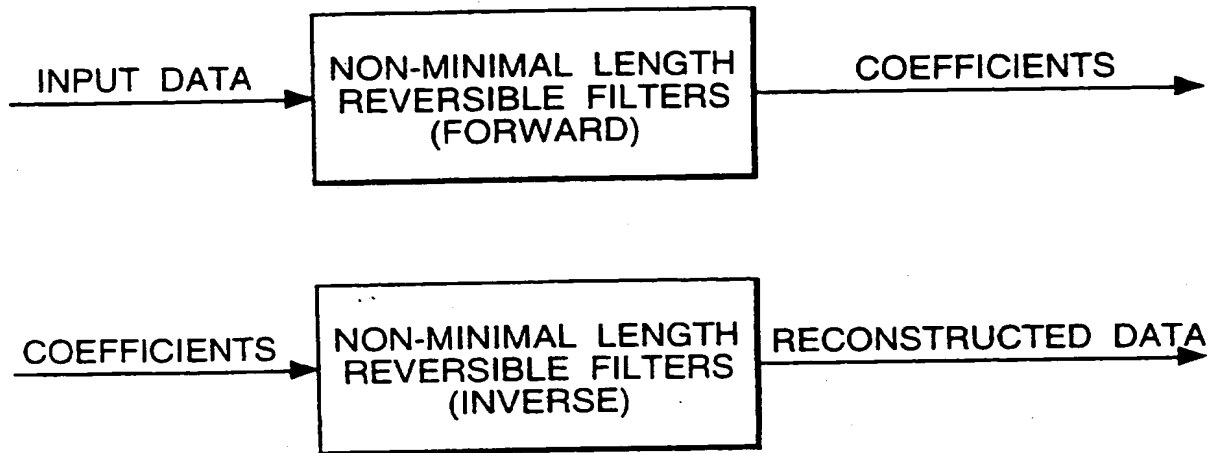 INPUT DATA
NON-MINIMAL LENGTH
REVERSIBLE FILTERS
(FORWARD)
COEFFICIENTS
COEFFICIENTS
NON-MINIMAL LENGTH
REVERSIBLE FILTERS
(INVERSE)
RECONSTRUCTED DATA